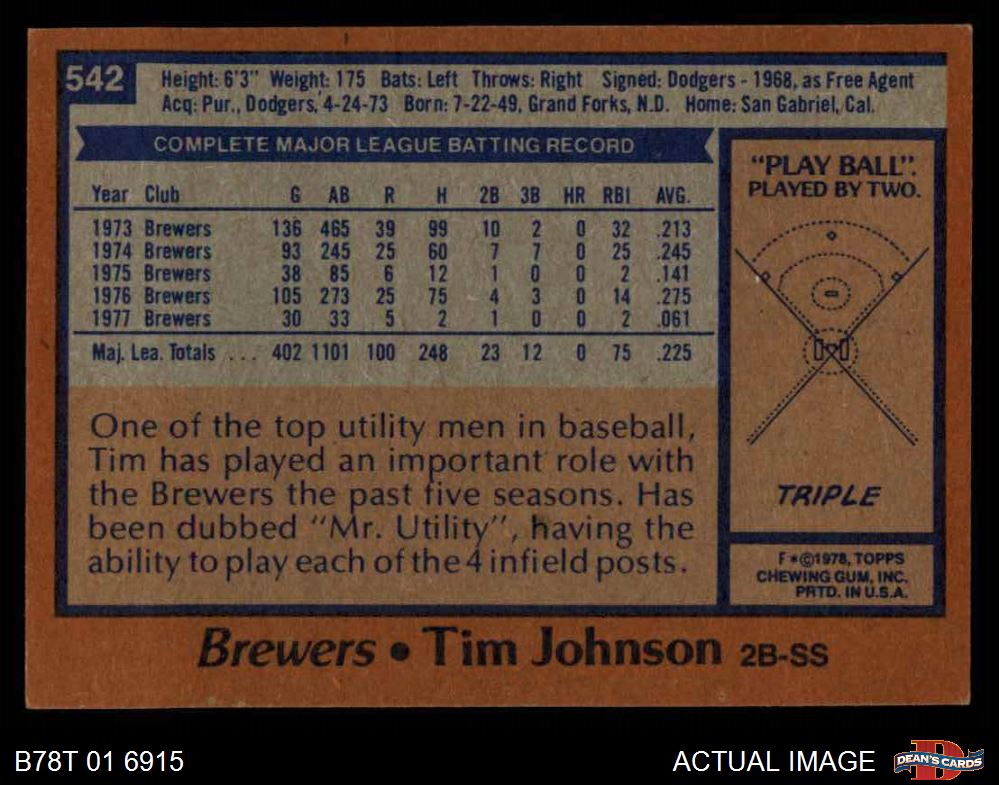 542
Height: 6'3" Weight: 175 Bats: Left Throws: Right Signed: Dodgers - 1968, as Free Agent
Acq: Pur., Dodgers, 4-24-73 Born: 7-22-49, Grand Forks, N.D. Home: San Gabriel, Cal.
COMPLETE MAJOR LEAGUE BATTING RECORD
Year Club G AB R H 2B 3B HR RBI AVG.
1973 Brewers 136 465 39 99 10 2 0 32 .213
1974 Brewers 93 245 25 60 7 7 0 25 .245
1975 Brewers 38 85 6 12 1 0 0 2 .141
1976 Brewers 105 273 25 75 4 3 0 14 .275
1977 Brewers 30 33 5 2 1 0 0 2 .061
Maj. Lea. Totals ... 402 1101 100 248 23 12 0 75 .225
One of the top utility men in baseball,
Tim has played an important role with
the Brewers the past five seasons. Has
been dubbed "Mr. Utility", having the
ability to play each of the 4 infield posts.
"PLAY BALL".
PLAYED BY TWO.
TRIPLE
F*©1978, TOPPS
CHEWING GUM, INC.
PRTD. IN U.S.A.
Brewers • Tim Johnson 2B-SS
B78T 01 6915
ACTUAL IMAGE
D
DEAN'S CARDS